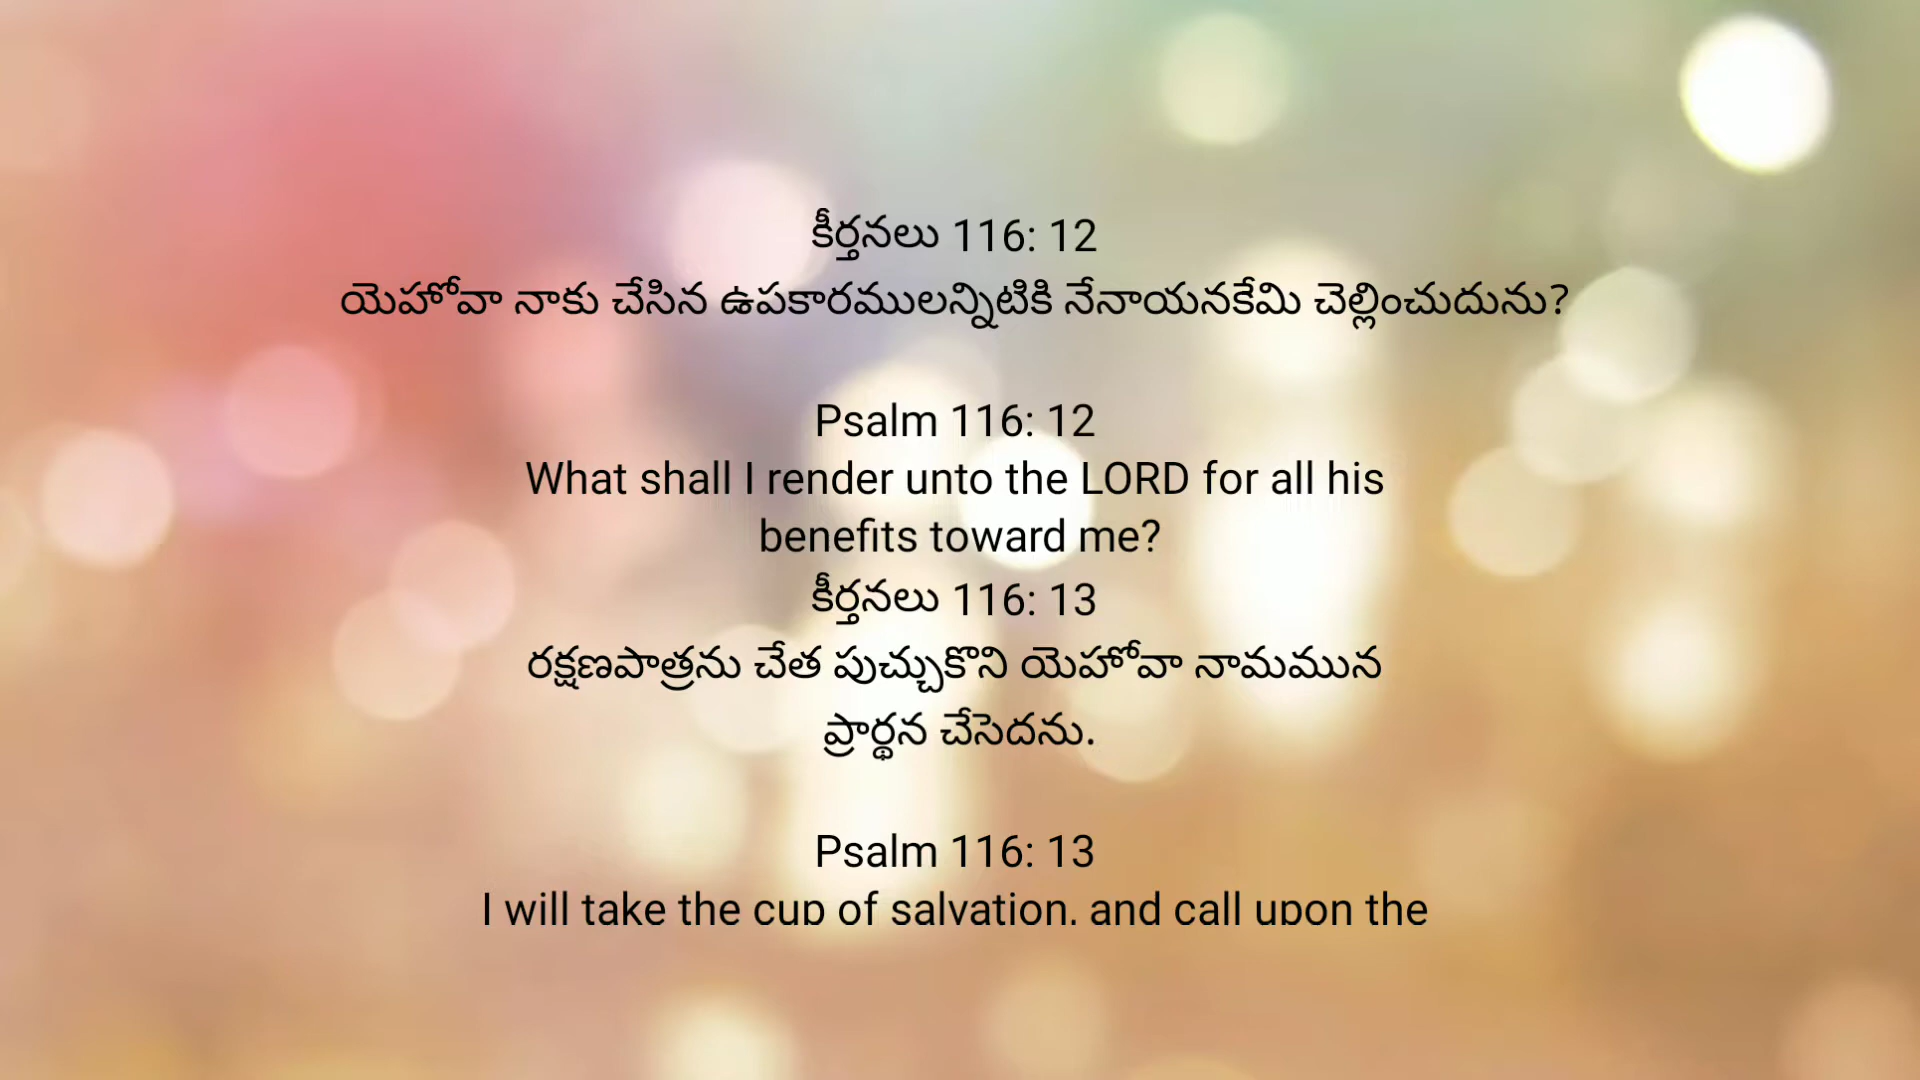 కీర్తనలు 116: 12
యెహోవా నాకు చేసిన ఉపకారములన్నిటికి నేనాయనకేమి చెల్లించుదును?
Psalm 116: 12
What shall I render unto the LORD for all his
benefits toward me?
కీర్తనలు 116: 13
రక్షణపాత్రను చేత పుచ్చుకొని యెహోవా నామమున
ప్రార్థన చేసెదను.
Psalm 116: 13
I will take the cup of salvation, and call upon the